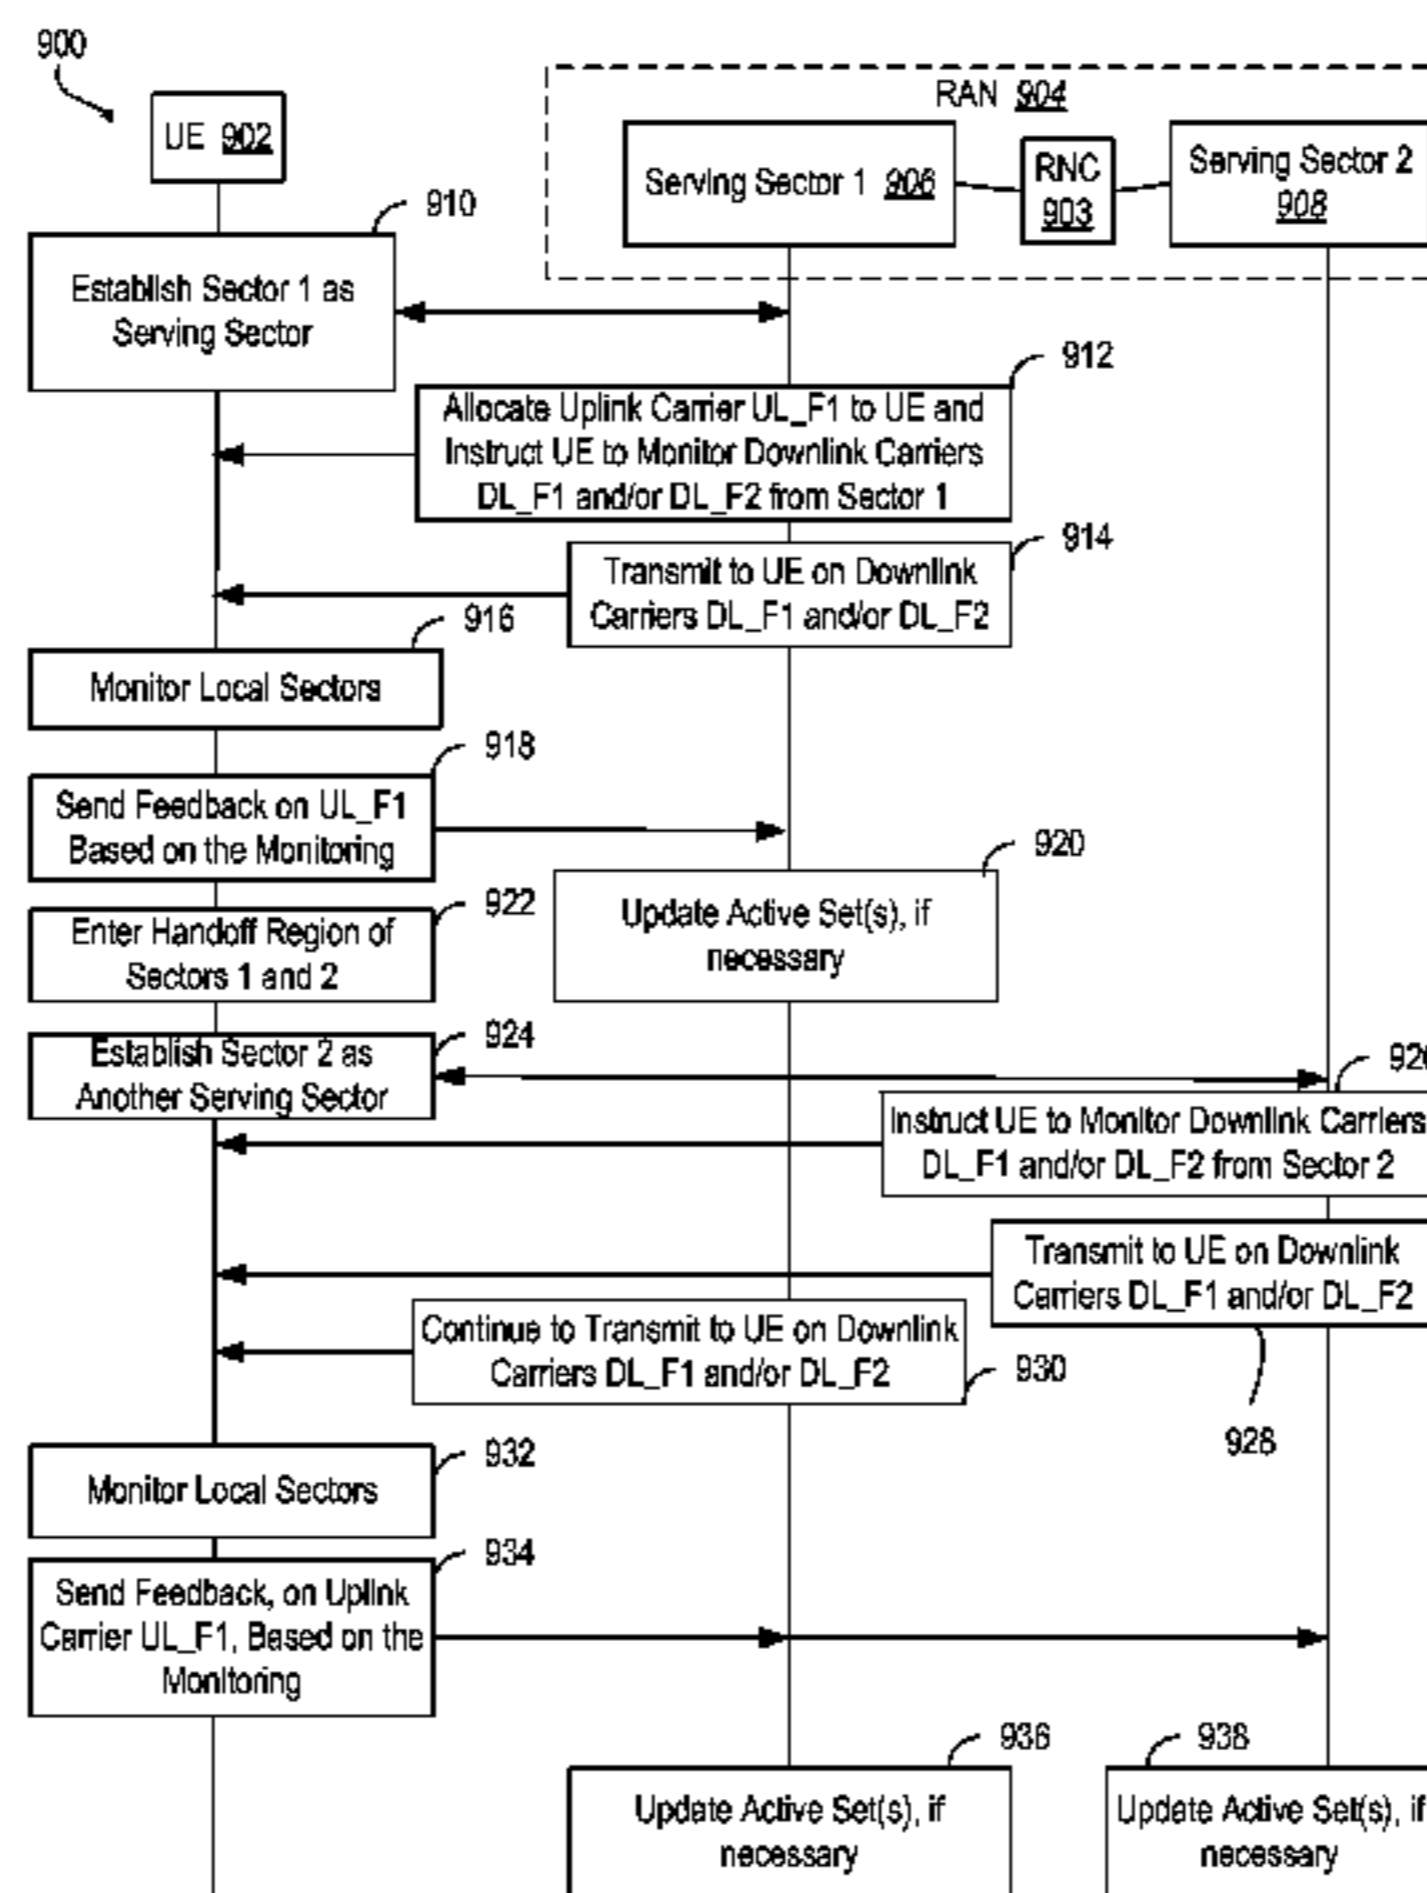 900
RAN 904
UE 902
Serving Sector 1 906
RNC
903
Serving Sector 2
908
910
Establish Sector 1 as
Serving Sector
912
Allocate Uplink Carrier UL_F1 to UE and
Instruct UE to Monitor Downlink Carriers
DL_F1 and/or DL_F2 from Sector 1
914
Transmit to UE on Downlink
Carriers DL_F1 and/or DL_F2
916
Monitor Local Sectors
918
Send Feedback on UL_F1
Based on the Monitoring
920
Update Active Set(s), if
necessary
922
Enter Handoff Region of
Sectors 1 and 2
924
Establish Sector 2 as
Another Serving Sector
Instruct UE to Monitor Downlink Carriers
DL_F1 and/or DL_F2 from Sector 2
Transmit to UE on Downlink
Carriers DL_F1 and/or DL_F2
928
Continue to Transmit to UE on Downlink
Carriers DL_F1 and/or DL_F2
930
932
Monitor Local Sectors
934
Send Feedback, on Uplink
Carrier UL_F1, Based on the
Monitoring
936
Update Active Set(s), if
necessary
938
Update Active Set(s), if
necessary